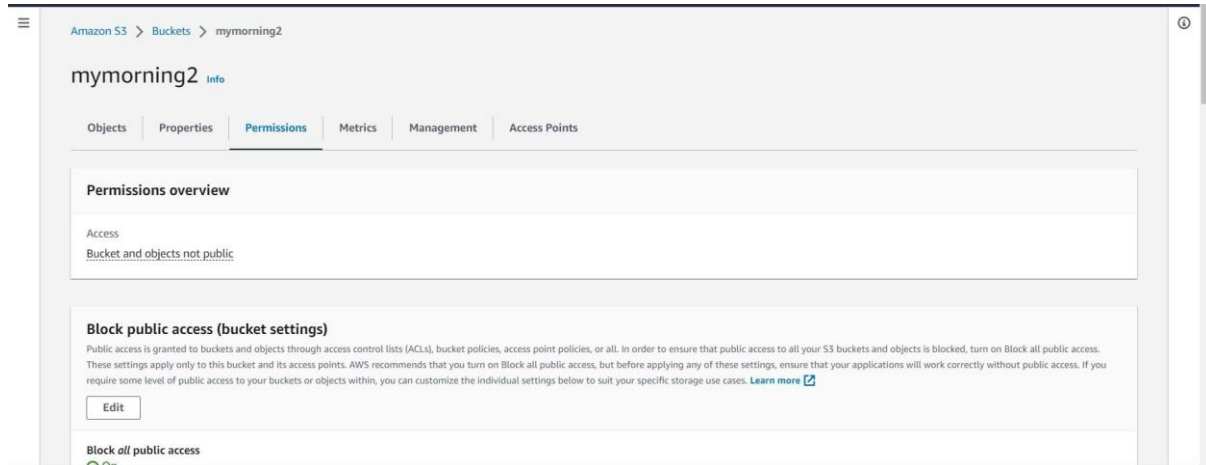 Amazon S3 > Buckets > mymorning2
mymorning2 Info
Objects Properties Permissions Metrics Management Access Points
Permissions overview
Access
Bucket and objects not public
Block public access (bucket settings)
Public access is granted to buckets and objects through access control lists (ACLs), bucket policies, access point policies, or all. In order to ensure that public access to all your S3 buckets and objects is blocked, turn on Block all public access.
These settings apply only to this bucket and its access points. AWS recommends that you turn on Block all public access, but before applying any of these settings, ensure that your applications will work correctly without public access. If you
require some level of public access to your buckets or objects within, you can customize the individual settings below to suit your specific storage use cases. Learn more
Edit
Block all public access